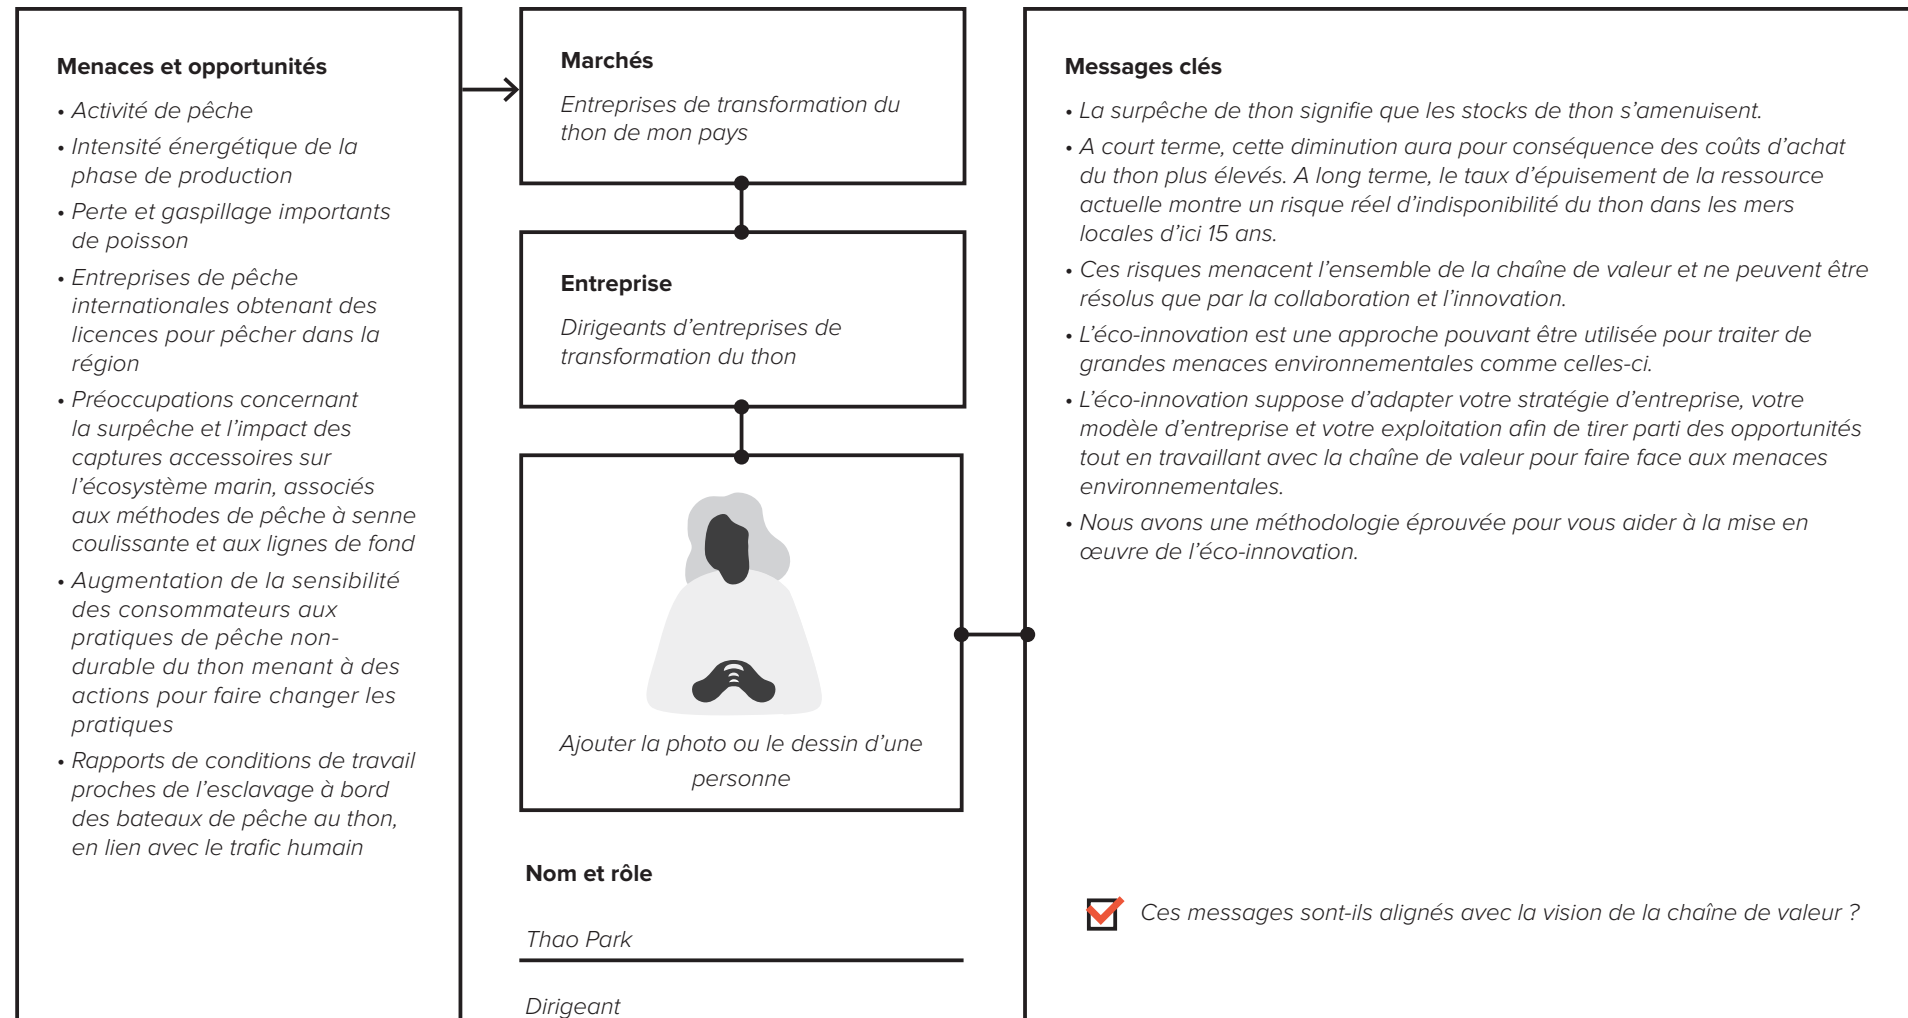 Menaces et opportunités
• Activité de pêche
• Intensité énergétique de la
phase de production
• Perte et gaspillage importants
de poisson
• Entreprises de pêche
internationales obtenant des
licences pour pêcher dans la
région
• Préoccupations concernant
la surpêche et l’impact des
captures accessoires sur
l’écosystème marin, associés
aux méthodes de pêche à senne
coulissante et aux lignes de fond
• Augmentation de la sensibilité
des consommateurs aux
pratiques de pêche non-
durable du thon menant à des
actions pour faire changer les
pratiques
• Rapports de conditions de travail
proches de l’esclavage à bord
des bateaux de pêche au thon,
en lien avec le trafic humain
Marchés
Entreprises de transformation du
thon de mon pays
Entreprise
Dirigeants d’entreprises de
transformation du thon
Ajouter la photo ou le dessin d’une
personne
Nom et rôle
Thao Park
Dirigeant
Messages clés
• La surpêche de thon signifie que les stocks de thon s’amenuisent.
• A court terme, cette diminution aura pour conséquence des coûts d’achat
du thon plus élevés. A long terme, le taux d’épuisement de la ressource
actuelle montre un risque réel d’indisponibilité du thon dans les mers
locales d’ici 15 ans.
• Ces risques menacent l’ensemble de la chaîne de valeur et ne peuvent être
résolus que par la collaboration et l’innovation.
• L’éco-innovation est une approche pouvant être utilisée pour traiter de
grandes menaces environnementales comme celles-ci.
• L’éco-innovation suppose d’adapter votre stratégie d’entreprise, votre
modèle d’entreprise et votre exploitation afin de tirer parti des opportunités
tout en travaillant avec la chaîne de valeur pour faire face aux menaces
environnementales.
• Nous avons une méthodologie éprouvée pour vous aider à la mise en
œuvre de l’éco-innovation.
Ces messages sont-ils alignés avec la vision de la chaîne de valeur ?